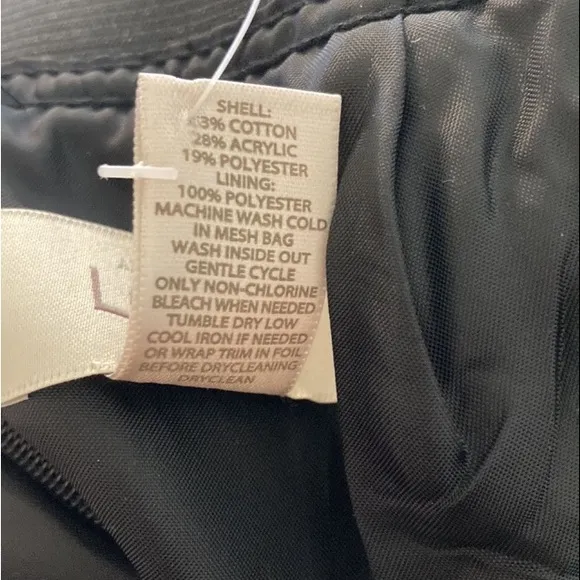 SHELL:
% COTTON
28% ACRYLIC
19% POLYESTER
LINING:
100% POLYESTER
MACHINE WASH COLD
IN MESH BAG
WASH INSIDE OUT
GENTLE CYCLE
ONLY NON-CHLORINE
BLEACH WHEN NEEDED
TUMBLE DRY LOW
COOL IRON IF NEEDED
OR WRAP TRIM IN FOIL
BEFORE DRYCLEANING
DRYCLEAN
L